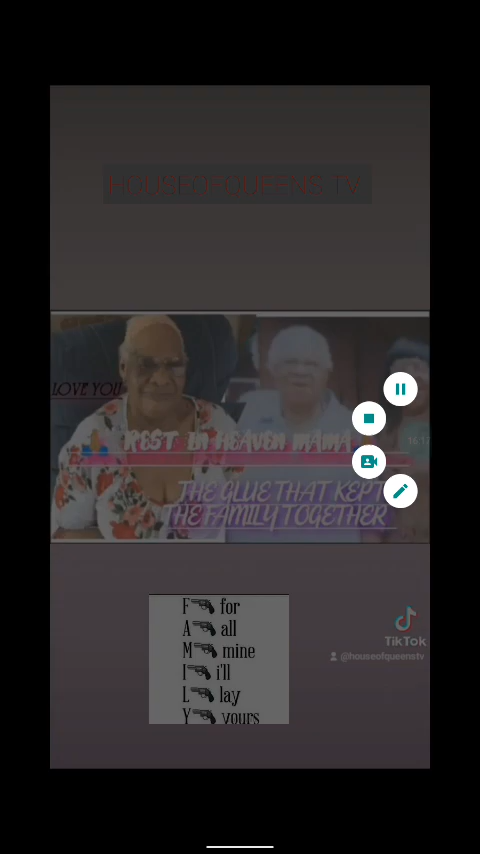 HOUSEOFQUEENS TV
LOVE YOU
REST IN HEAVEN MAMA
THE GLUE THAT KEPT
THE FAMILY TOGETHER
F for
A all
M mine
I i'll
L lay
Y yours
TikTok
@houseofqueenstv